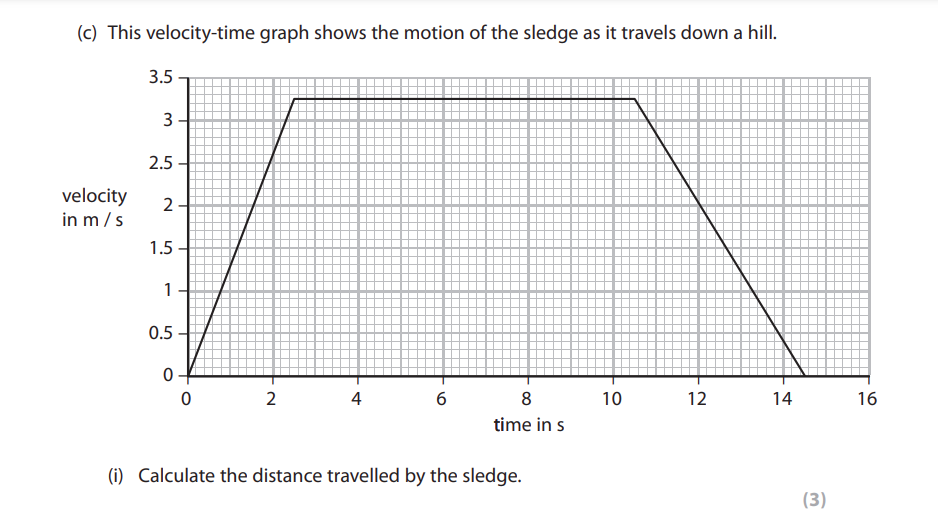 (c) This velocity-time graph shows the motion of the sledge as it travels down a hill.
3.5
3
2.5
velocity
in m / s
2
1.5
1
0.5
0
0 2 4 6 8 10 12 14 16
time in s
(i) Calculate the distance travelled by the sledge.
(3)